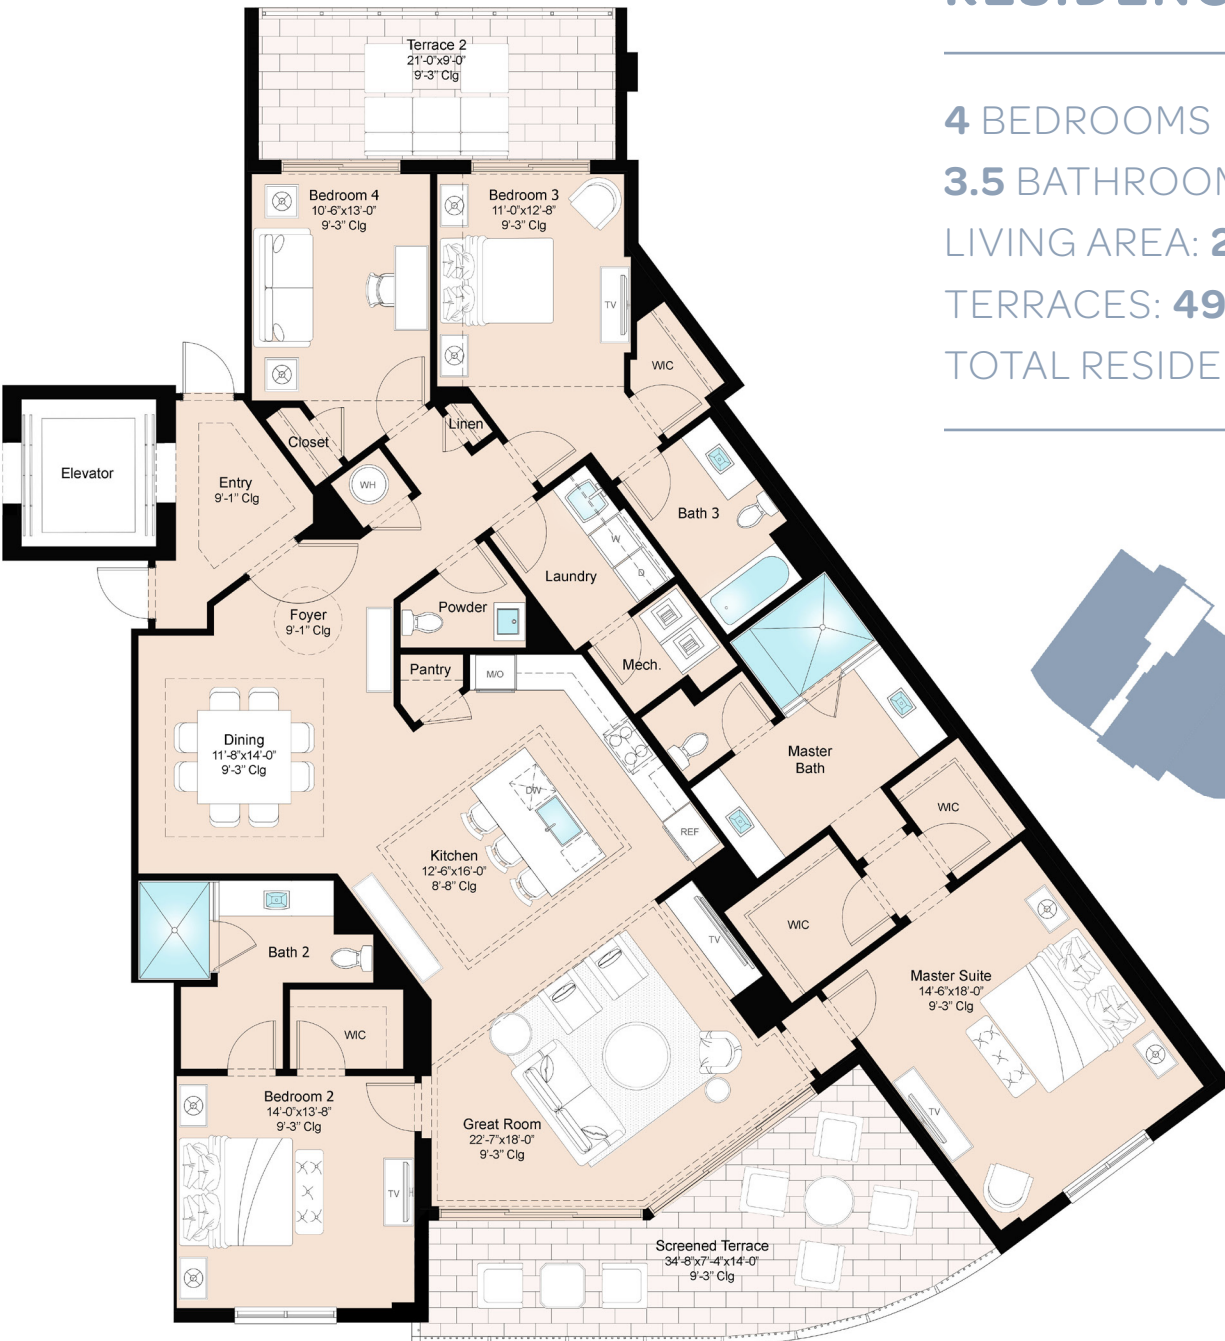 4 BEDROOMS
3.5
LIVING AREA:
TERRACES:
TOTAL
Terrace 2
21'-0"x9'-0"
9'-3" Clg
Bedroom 4
10'-6"x13'-0"
9'-3" Clg
Bedroom 3
11'-0"x12'-8"
9'-3" Clg
TV
WIC
Closet
Linen
Elevator
Entry
9'-1" Clg
WH
Bath 3
W
D
Laundry
Foyer
9'-1" Clg
Powder
Mech.
Pantry
M/O
Dining
11'-8"x14'-0"
9'-3" Clg
Master
Bath
DW
REF
Kitchen
12'-6"x16'-0"
8'-8" Clg
WIC
WIC
TV
Bath 2
Master Suite
14'-6"x18'-0"
9'-3" Clg
WIC
Bedroom 2
14'-0"x13'-8"
9'-3" Clg
TV
Great Room
22'-7"x18'-0"
9'-3" Clg
TV
Screened Terrace
34'-8"x7'-4"x14'-0"
9'-3" Clg